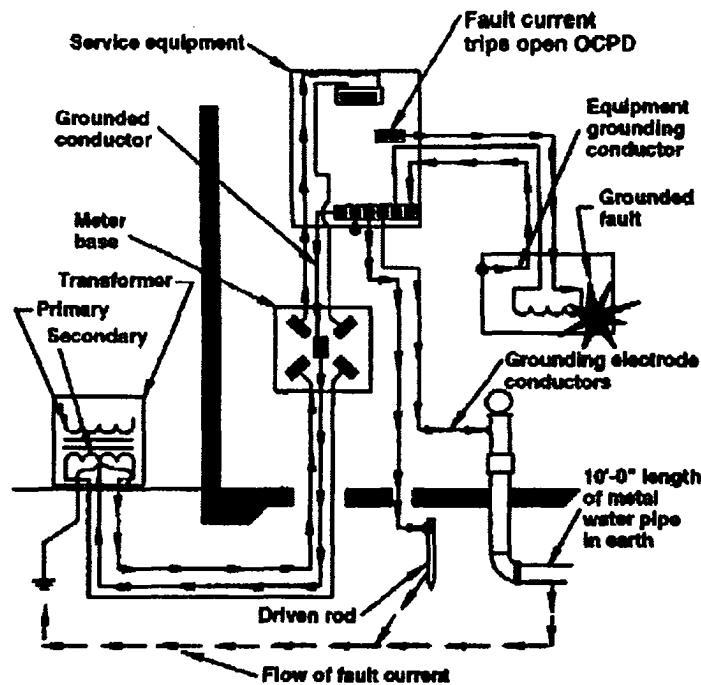 Fault current
trips open OCPD
Service equipment
Grounded
conductor
Equipment
grounding
conductor
Grounded
fault
Meter
base
Transformer
Primary
Secondary
Grounding electrode
conductors
10'-0" length
of metal
water pipe
in earth
Driven rod
Flow of fault current